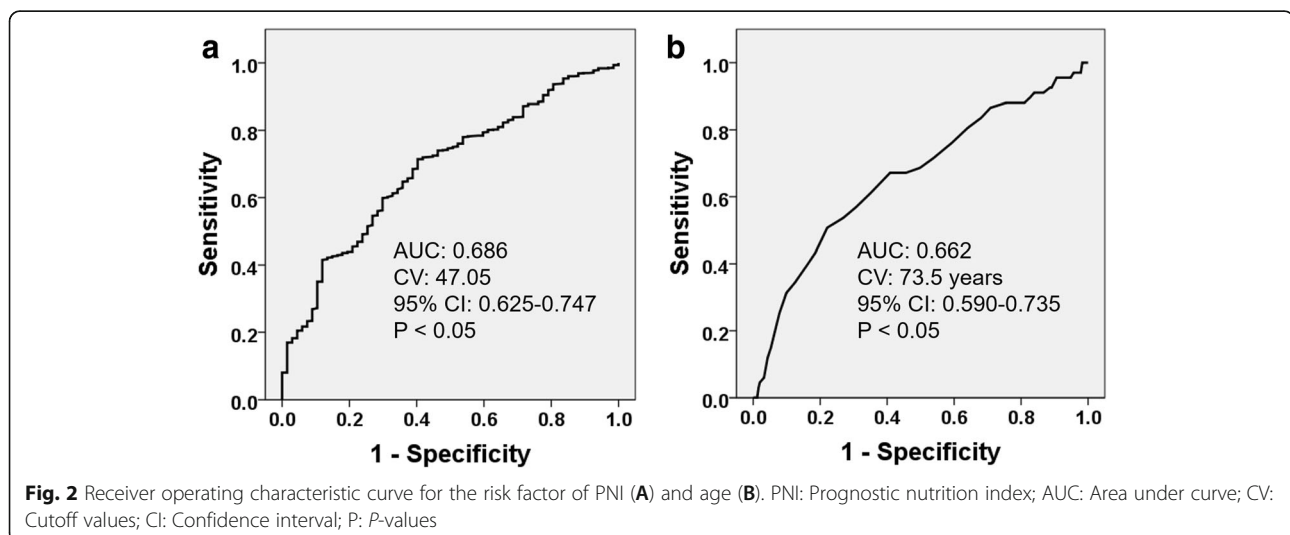 a
1.0
0.8
0.6
0.4
0.2
0.0
Sensitivity
AUC: 0.686
CV: 47.05
95% CI: 0.625-0.747
P < 0.05
0.0 0.2 0.4 0.6 0.8 1.0
1 - Specificity
b
1.0
0.8
0.6
0.4
0.2
0.0
Sensitivity
AUC: 0.662
CV: 73.5 years
95% CI: 0.590-0.735
P < 0.05
0.0 0.2 0.4 0.6 0.8 1.0
1 - Specificity
Fig. 2 Receiver operating characteristic curve for the risk factor of PNI (A) and age (B). PNI: Prognostic nutrition index; AUC: Area under curve; CV:
Cutoff values; CI: Confidence interval; P: P-values